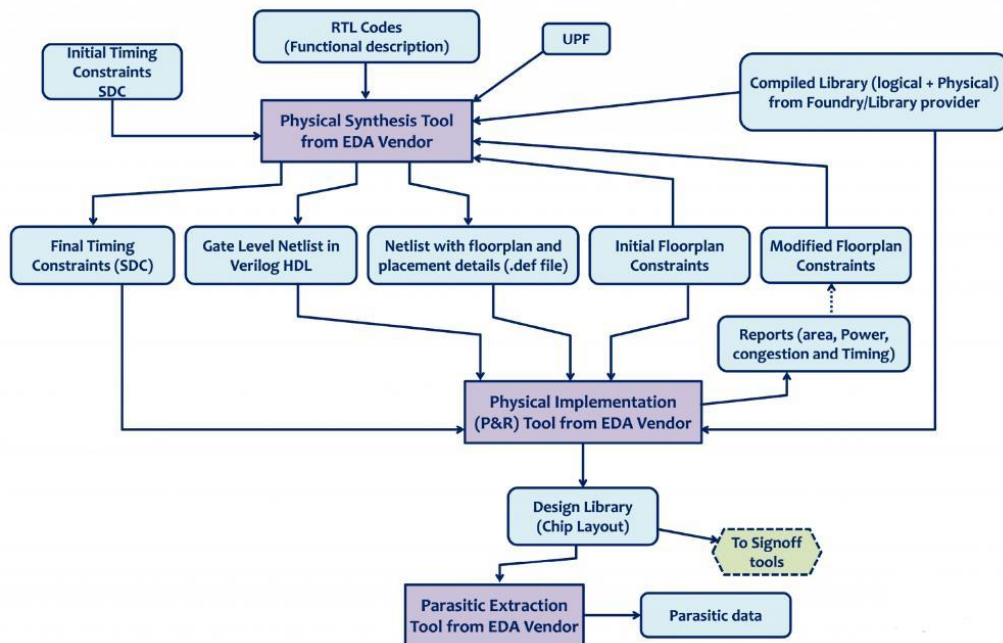 RTL Codes
(Functional description)
UPF
Initial Timing
Constraints
SDC
Compiled Library (logical + Physical)
from Foundry/Library provider
Physical Synthesis Tool
from EDA Vendor
Final Timing
Constraints (SDC)
Gate Level Netlist in
Verilog HDL
Netlist with floorplan and
placement details (.def file)
Initial Floorplan
Constraints
Modified Floorplan
Constraints
Reports (area, Power,
congestion and Timing)
Physical Implementation
(P&R) Tool from EDA Vendor
Design Library
(Chip Layout)
To Signoff
tools
Parasitic Extraction
Tool from EDA Vendor
Parasitic data